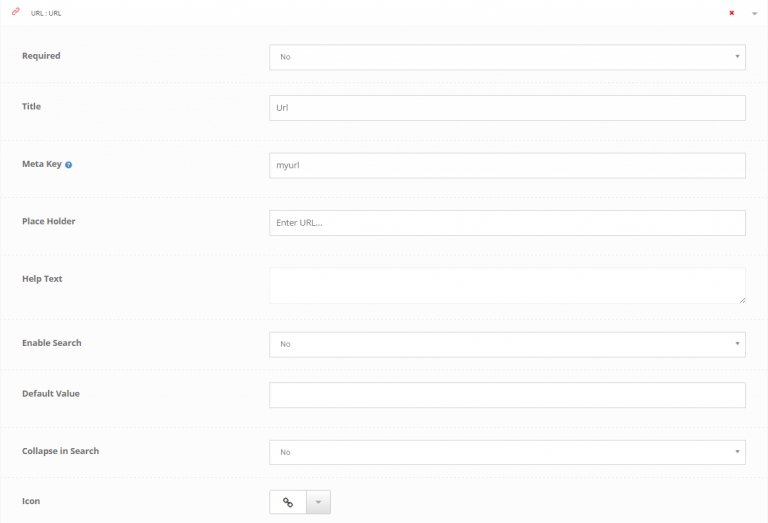 URL : URL
Required
No
Title
Url
Meta Key
myurl
Place Holder
Enter URL...
Help Text
Enable Search
No
Default Value
Collapse in Search
No
Icon